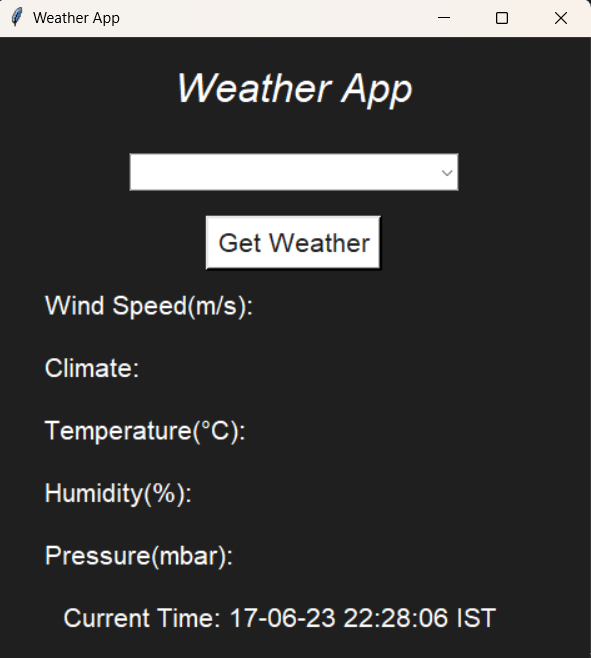 Weather App
Weather App
Get Weather
Wind Speed(m/s):
Climate:
Temperature(°C):
Humidity(%):
Pressure(mbar):
Current Time: 17-06-23 22:28:06 IST